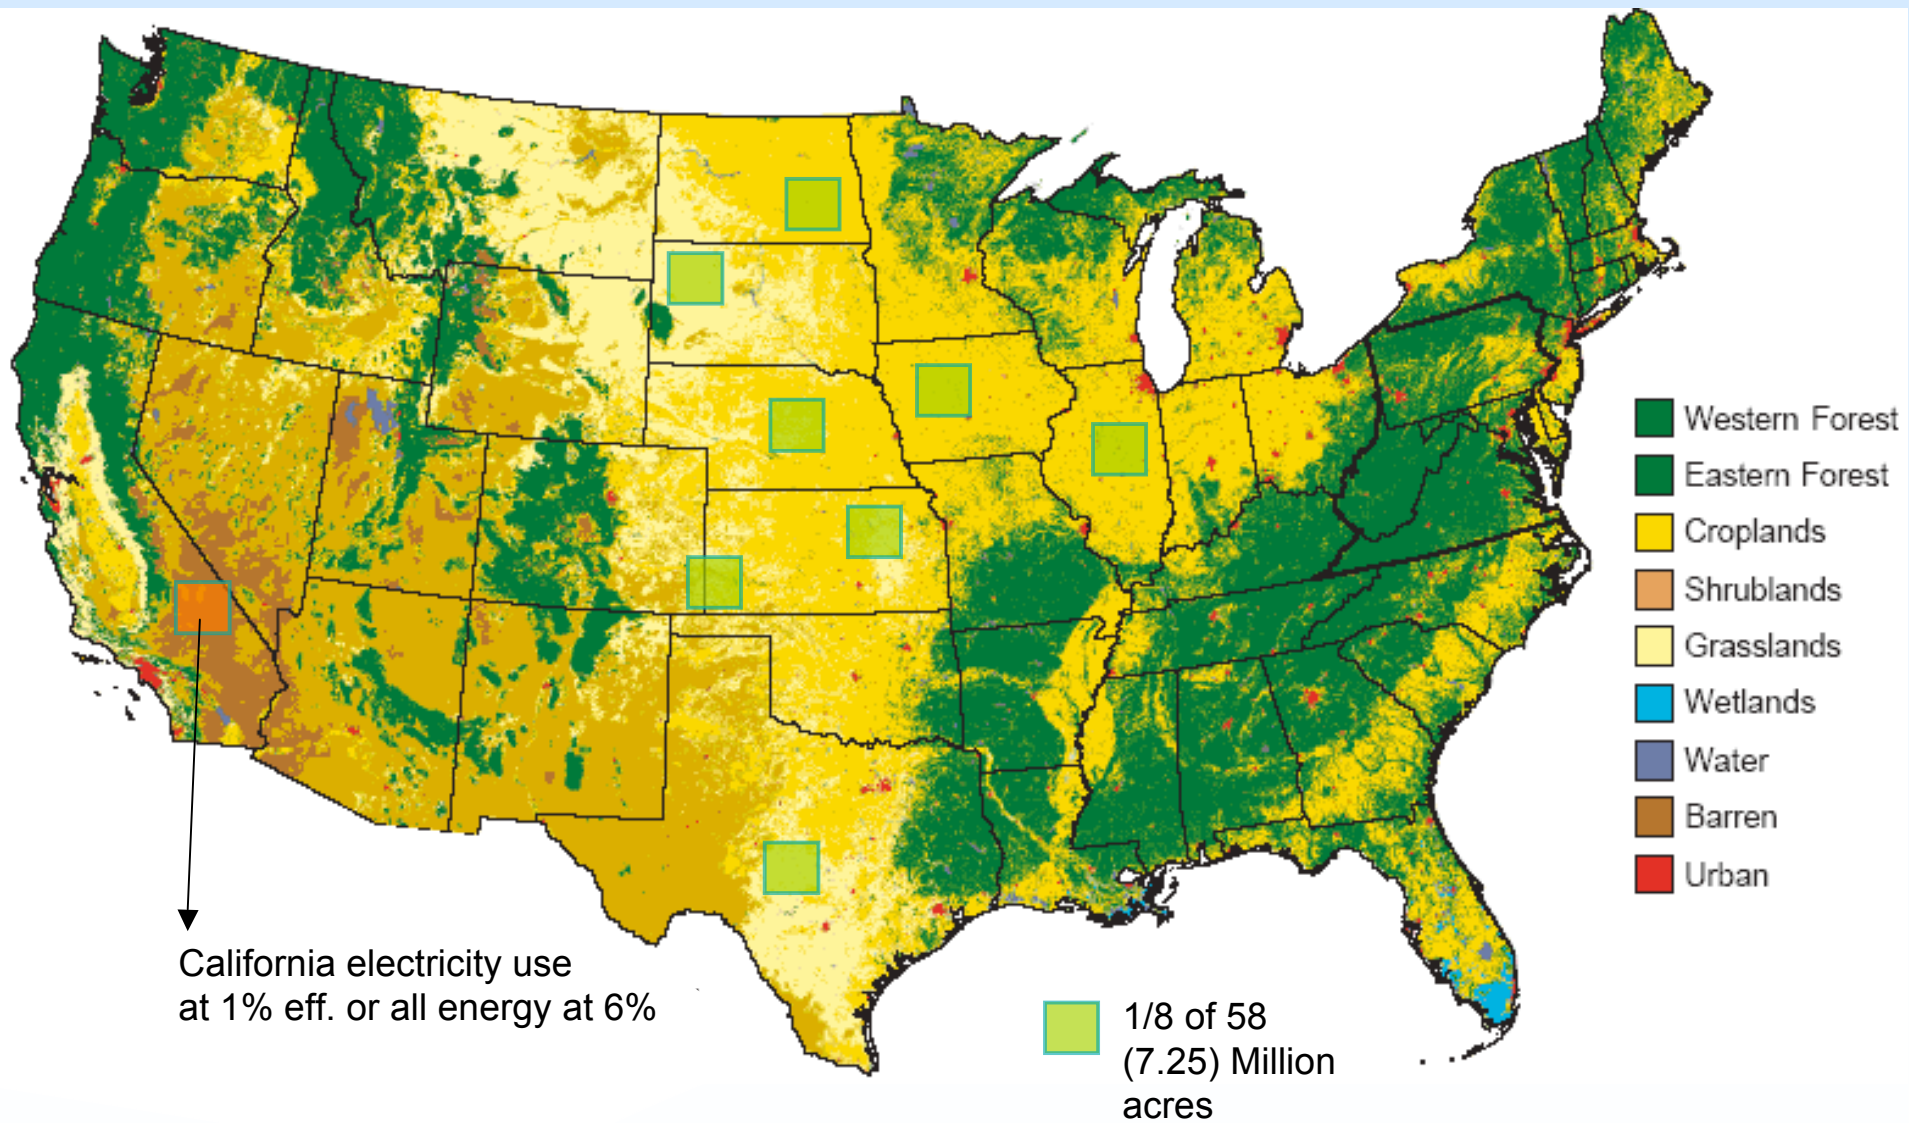 Western Forest
Eastern Forest
Croplands
Shrublands
Grasslands
Wetlands
Water
Barren
Urban
California electricity use
at 1% eff. or all energy at 6%
1/8 of 58
(7.25) Million
acres